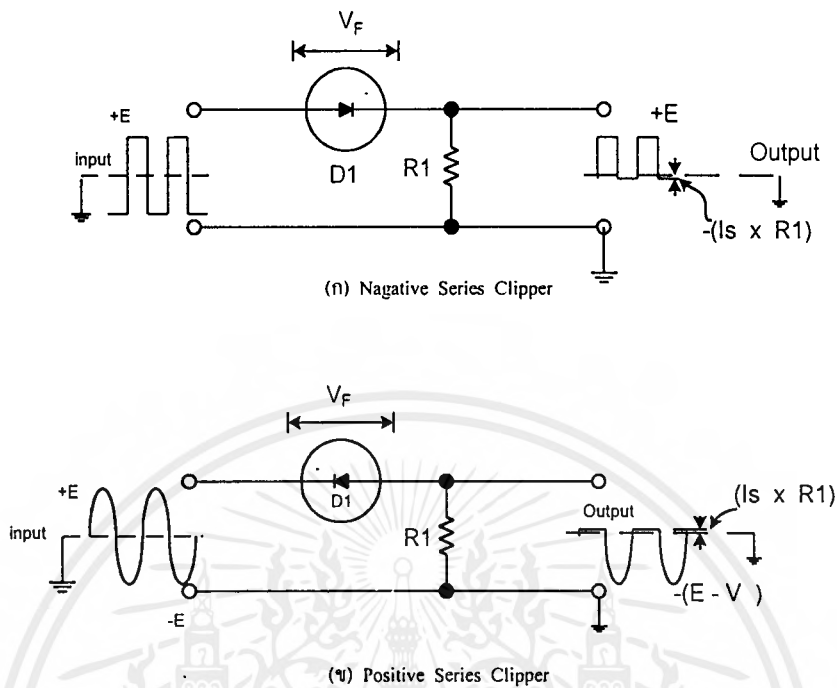 V_F
+E
input
D1
R1
+E
Output
-(Is x R1)
(ก) Nagative Series Clipper
V_F
+E
input
-E
D1
R1
Output
(Is x R1)
-(E - V )
(ข) Positive Series Clipper